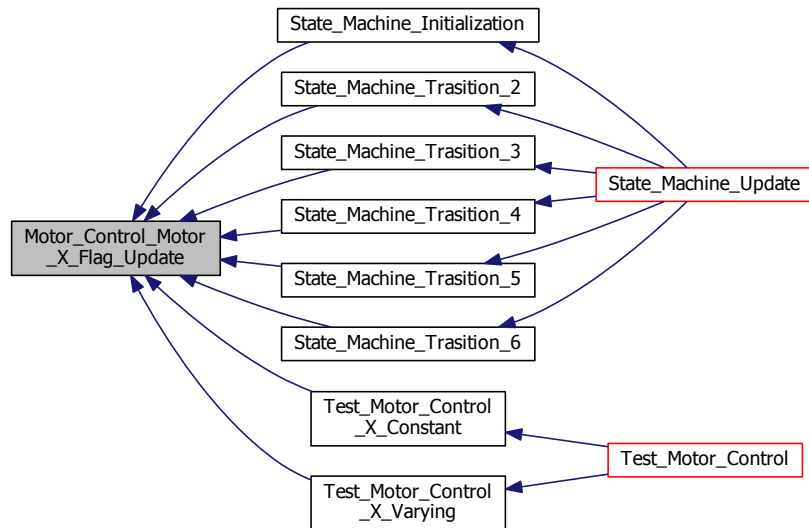 State_Machine_Initialization
State_Machine_Trasition_2
State_Machine_Trasition_3
State_Machine_Update
State_Machine_Trasition_4
Motor_Control_Motor
_X_Flag_Update
State_Machine_Trasition_5
State_Machine_Trasition_6
Test_Motor_Control
_X_Constant
Test_Motor_Control
Test_Motor_Control
_X_Varying